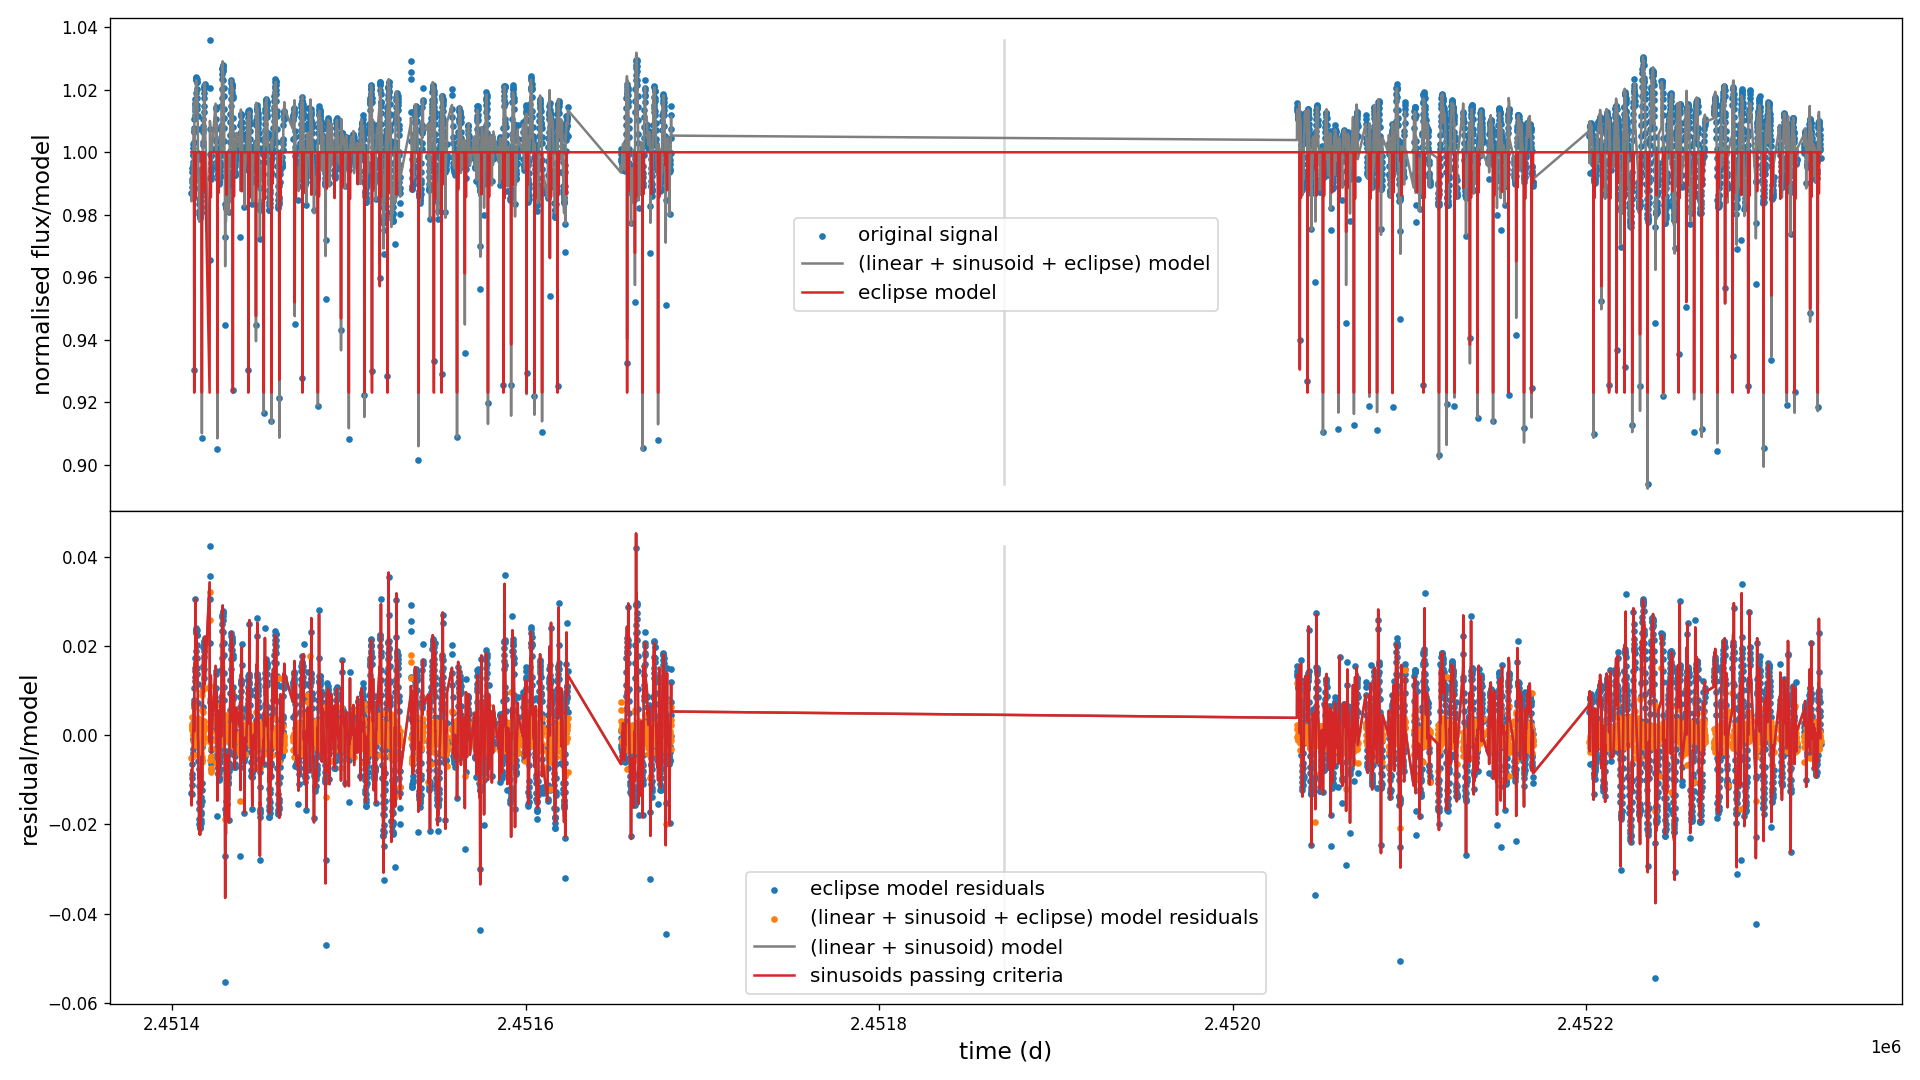 1.04
1.02
1.00
0.98
0.96
0.94
0.92
0.90
normalised flux/model
original signal
(linear + sinusoid + eclipse) model
eclipse model
0.04
0.02
0.00
−0.02
−0.04
−0.06
residual/model
eclipse model residuals
(linear + sinusoid + eclipse) model residuals
(linear + sinusoid) model
sinusoids passing criteria
2.4514 2.4516 2.4518 2.4520 2.4522
1e6
time (d)